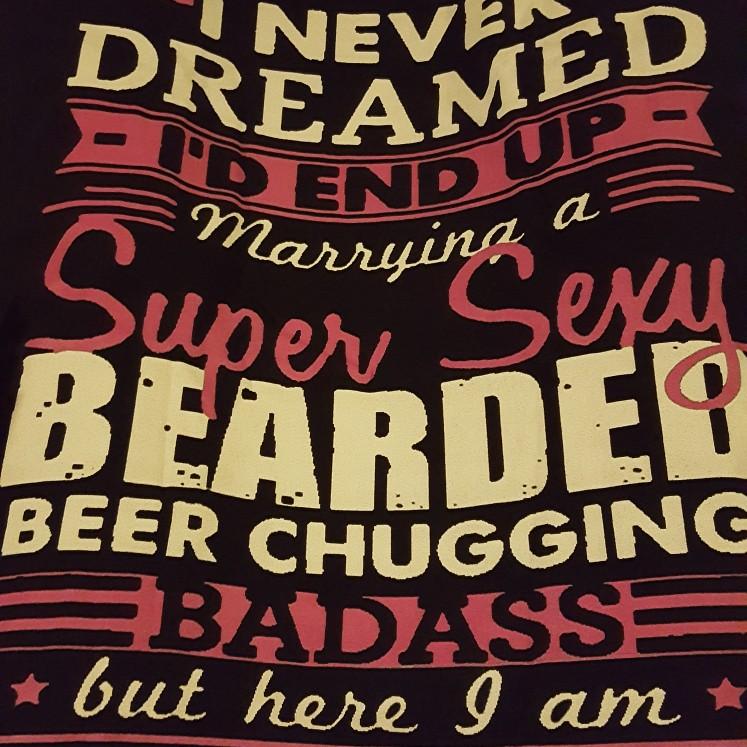 I NEVER
DREAMED
- I'D END UP -
Marrying a
Super Sexy
BEARDED
BEER CHUGGING
BADASS
but here I am